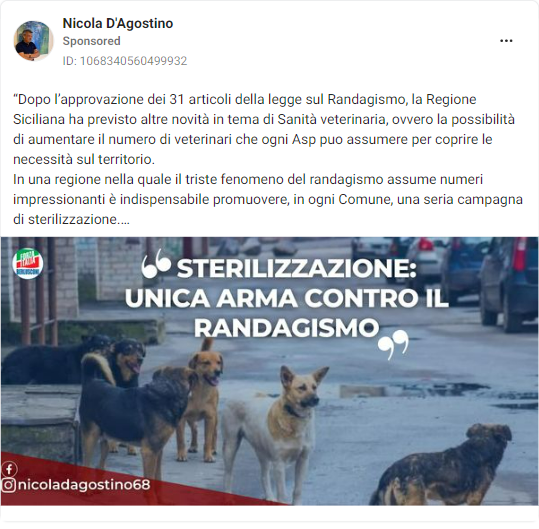 Nicola D'Agostino
Sponsored
ID: 1068340560499932
“Dopo l’approvazione dei 31 articoli della legge sul Randagismo, la Regione
Siciliana ha previsto altre novità in tema di Sanità veterinaria, ovvero la possibilità
di aumentare il numero di veterinari che ogni Asp puo assumere per coprire le
necessità sul territorio.
In una regione nella quale il triste fenomeno del randagismo assume numeri
impressionanti è indispensabile promuovere, in ogni Comune, una seria campagna
di sterilizzazione....
FORZA
ITALIA
BERLUSCONI
“STERILIZZAZIONE:
UNICA ARMA CONTRO IL
RANDAGISMO”
nicoladagostino68